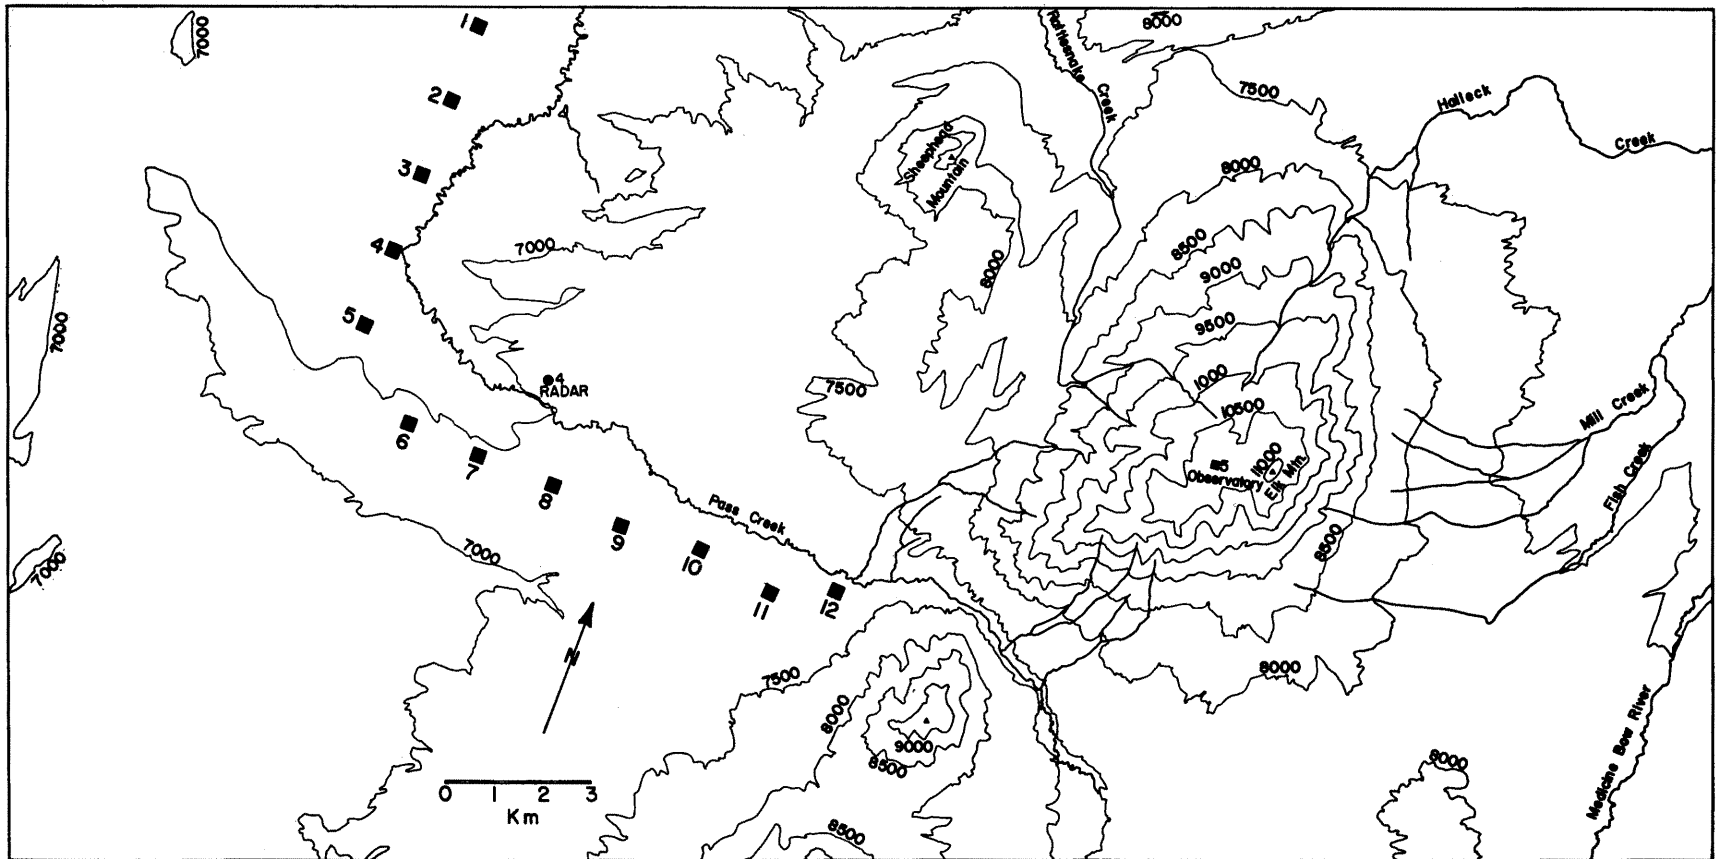 1
2
3
4
5
6
7
8
9
10
11
12
7000
7000
7000
7000
7000
4
RADAR
Pass Creek
Sheephead
Mountain
8000
7500
Rattlesnake
Creek
8000
7500
Halleck
Creek
8000
8500
9000
9500
1000
10500
11000
5
Observatory
Elk Mtn.
8500
Mill Creek
Fish Creek
Medicine Bow River
8000
8000
7500
8000
9000
8500
8500
N
0 1 2 3
Km